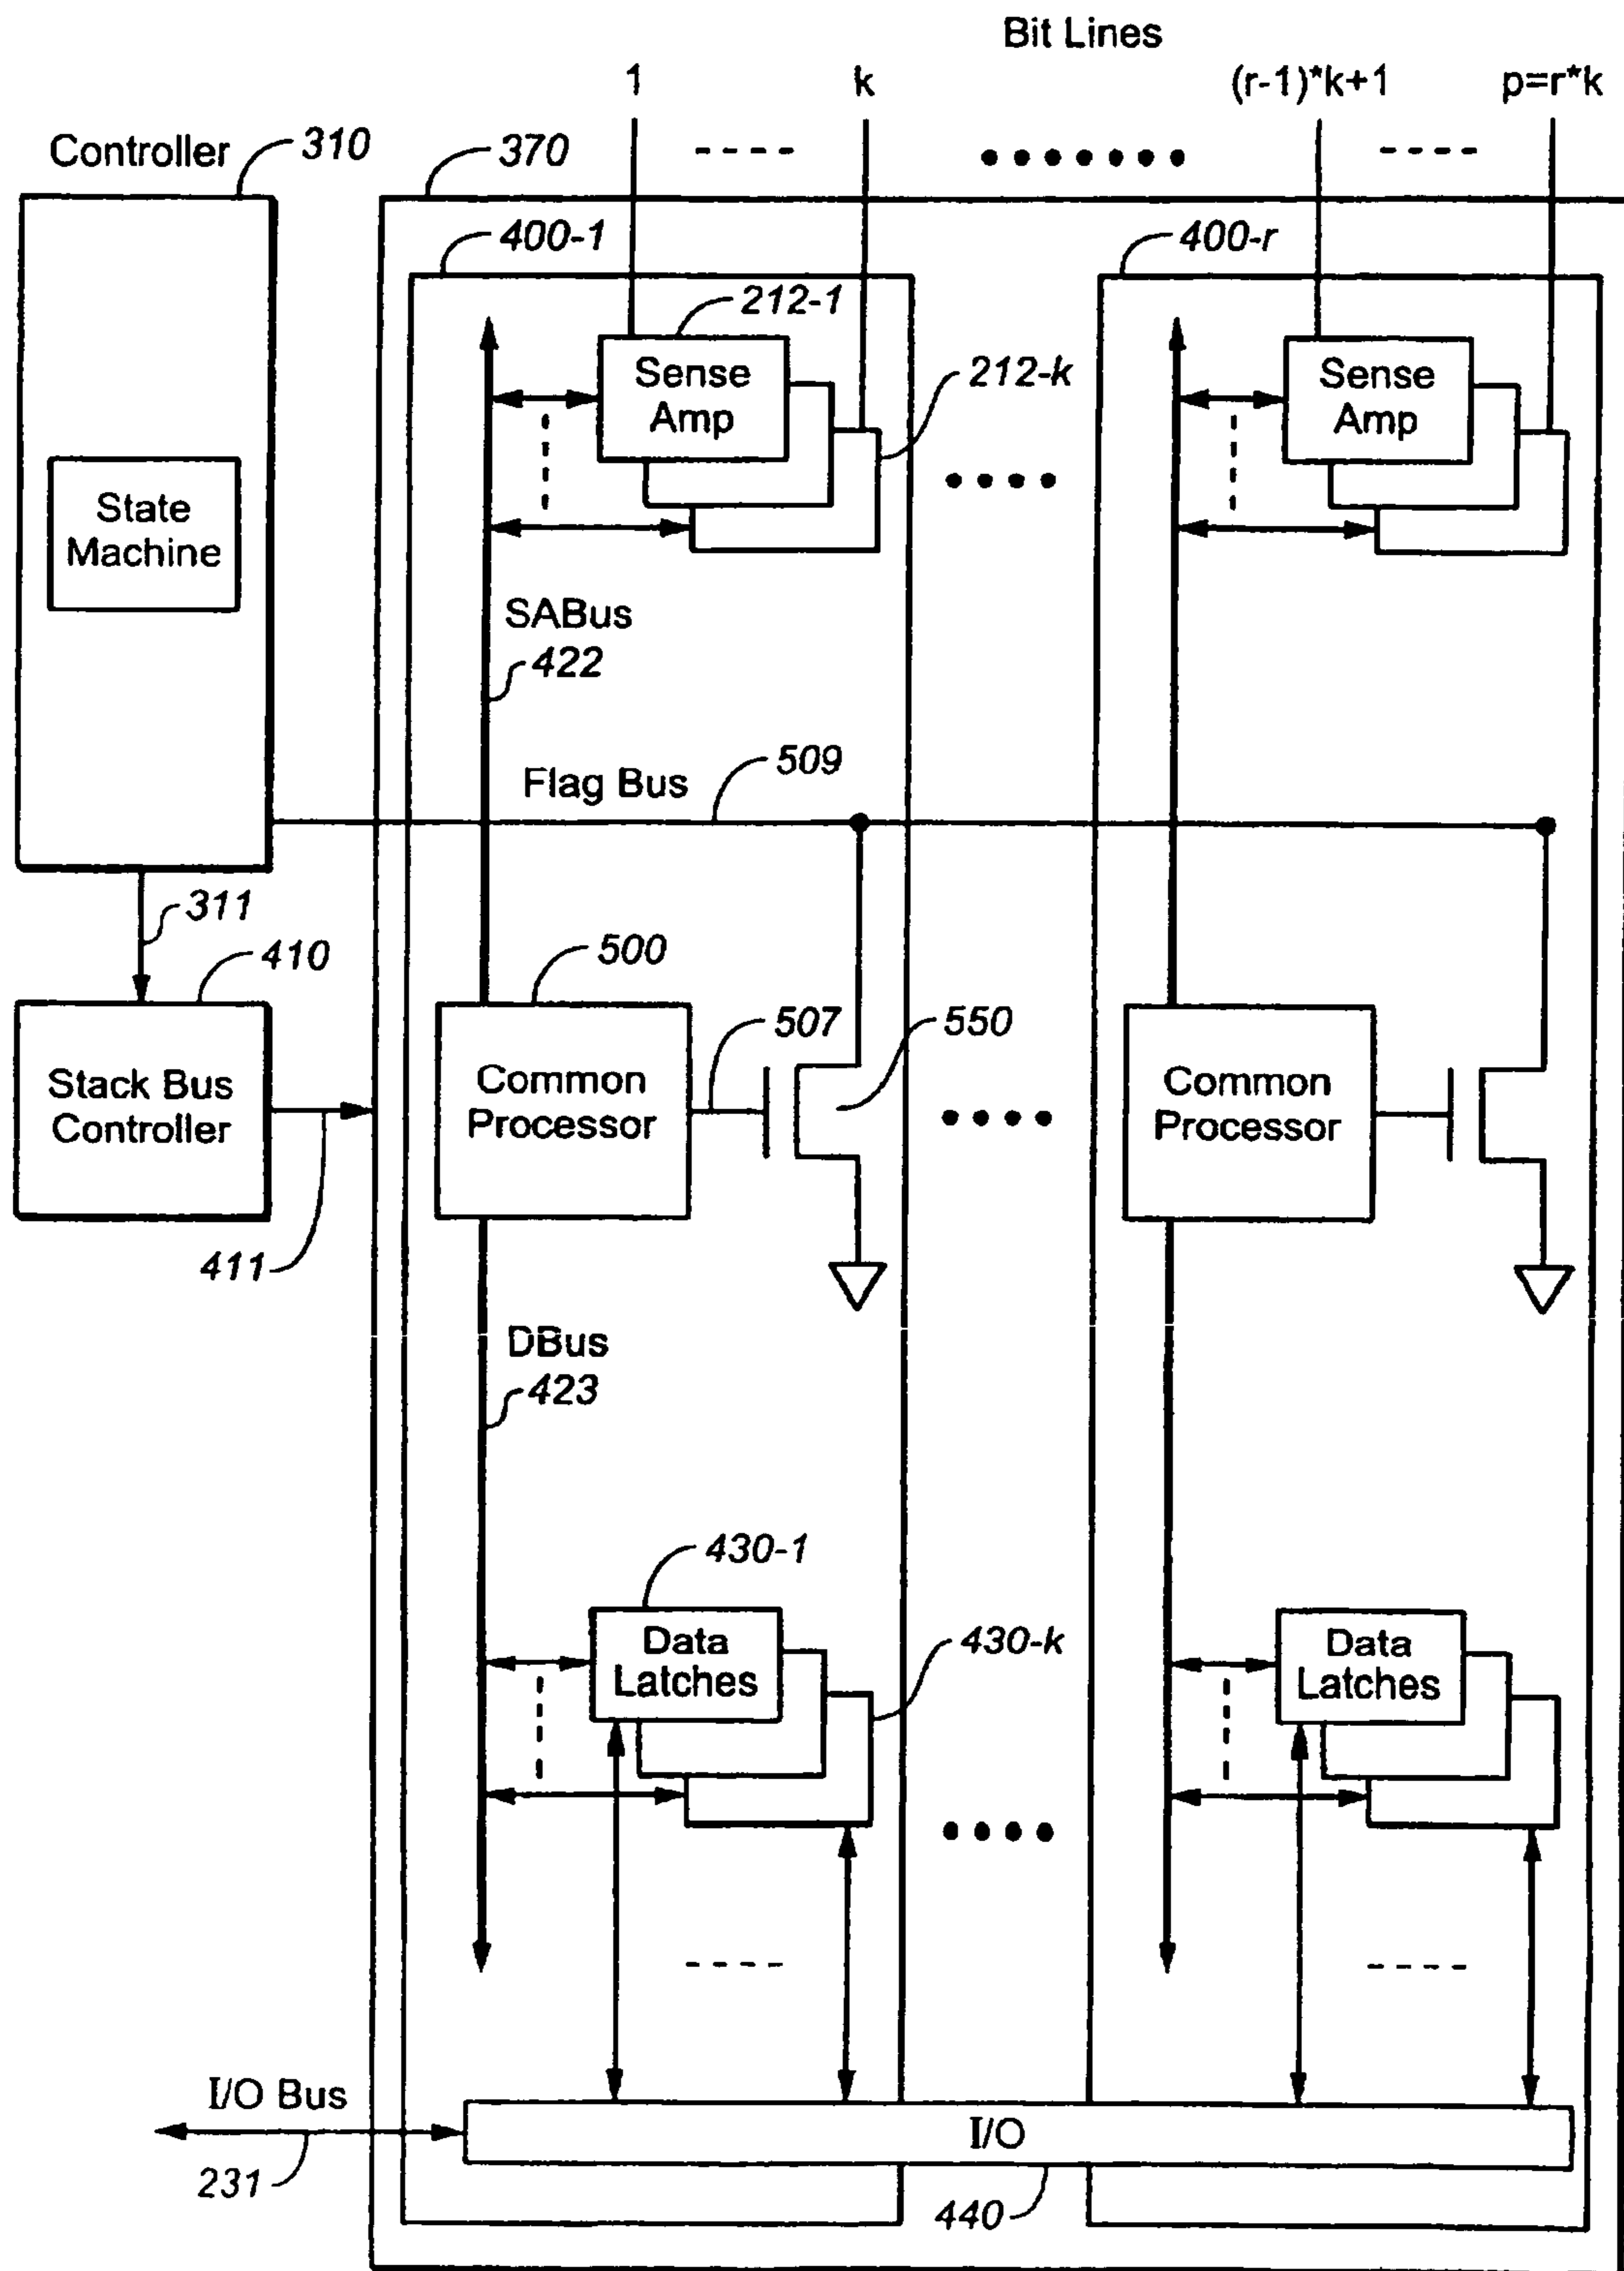 Bit Lines
1
k
(r-1)*k+1
p=r*k
Controller
310
370
400-1
400-r
212-1
Sense
Amp
212-k
Sense
Amp
State
Machine
SABus
422
Flag Bus
509
311
410
500
507
550
Stack Bus
Controller
Common
Processor
Common
Processor
411
DBus
423
430-1
Data
Latches
430-k
Data
Latches
I/O Bus
I/O
231
440